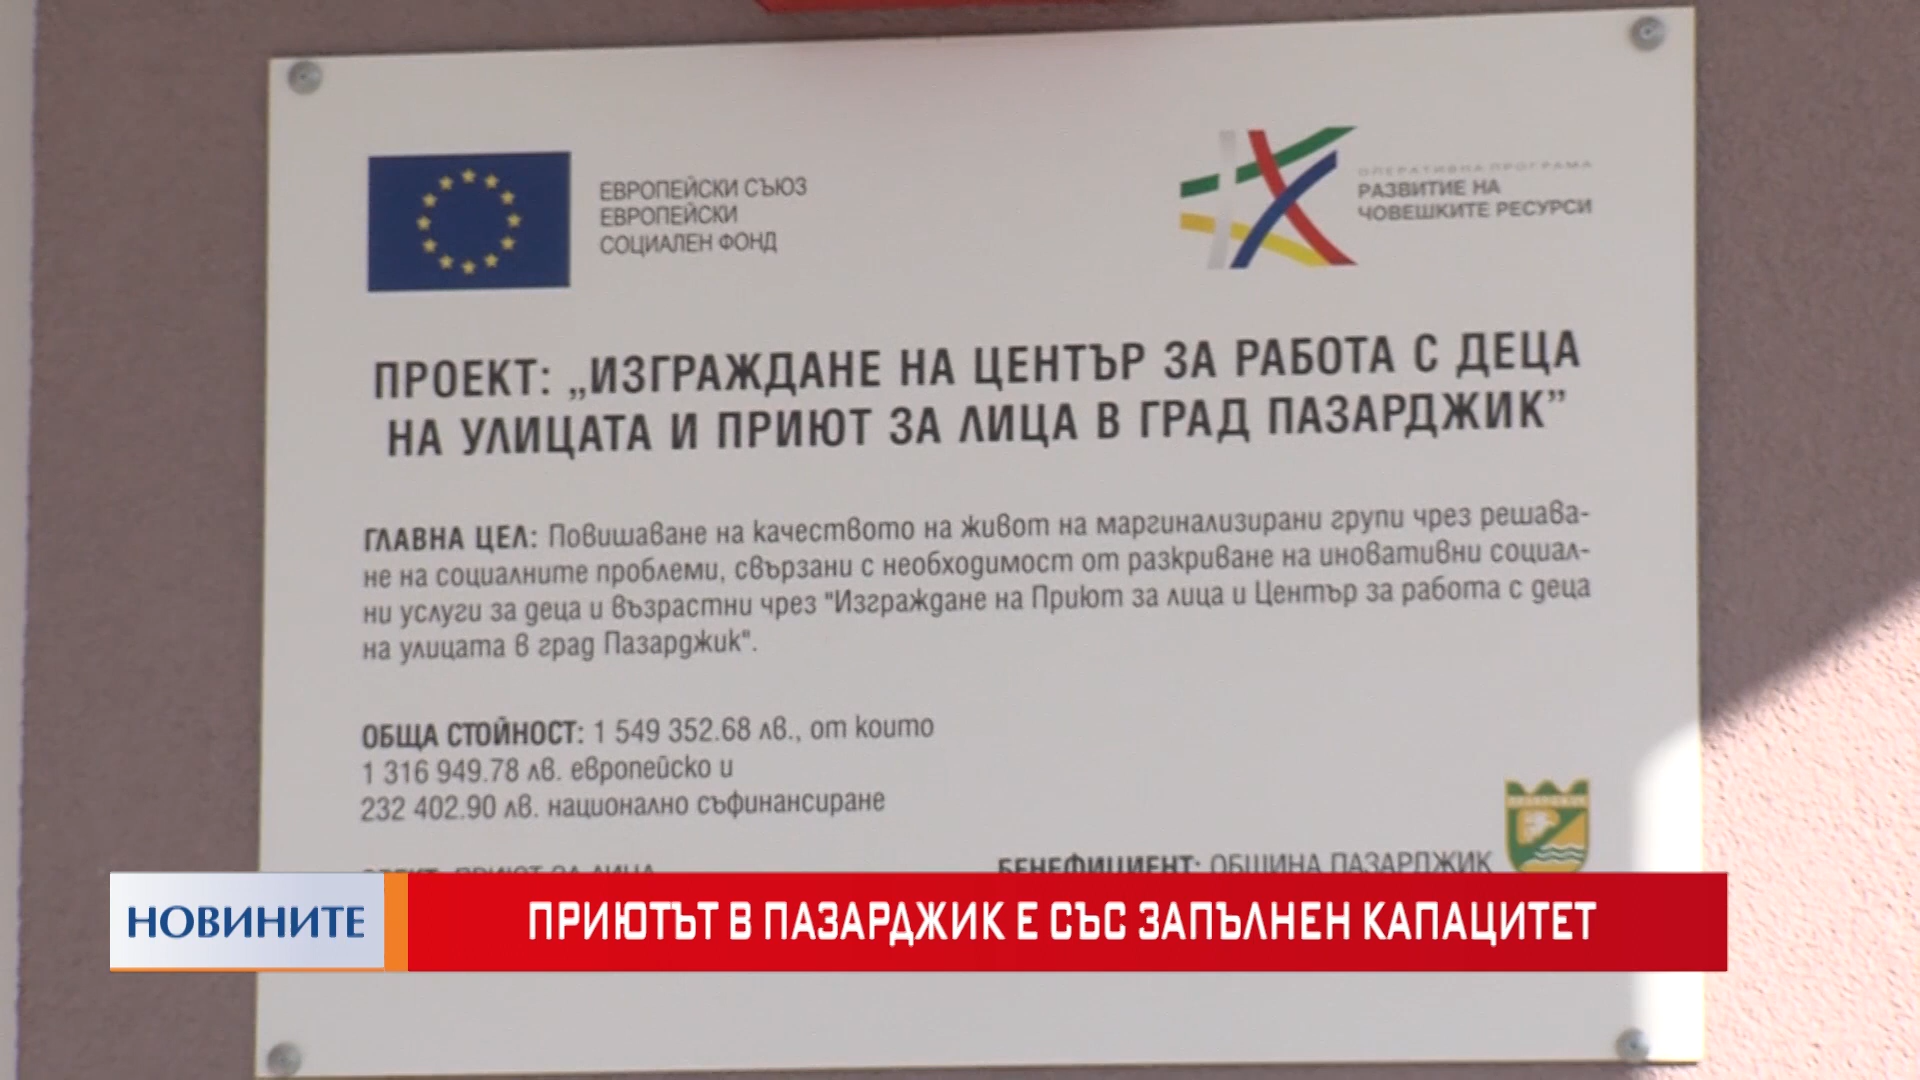 ЕВРОПЕЙСКИ СЪЮЗ
ЕВРОПЕЙСКИ
СОЦИАЛЕН ФОНД
ОПЕРАТИВНА ПРОГРАМА
РАЗВИТИЕ НА
ЧОВЕШКИТЕ РЕСУРСИ
ПРОЕКТ: „ИЗГРАЖДАНЕ НА ЦЕНТЪР ЗА РАБОТА С ДЕЦА
НА УЛИЦАТА И ПРИЮТ ЗА ЛИЦА В ГРАД ПАЗАРДЖИК”
ГЛАВНА ЦЕЛ: Повишаване на качеството на живот на маргинализирани групи чрез решава-
не на социалните проблеми, свързани с необходимост от разкриване на иновативни социал-
ни услуги за деца и възрастни чрез "Изграждане на Приют за лица и Център за работа с деца
на улицата в град Пазарджик".
ОБЩА СТОЙНОСТ: 1 549 352.68 лв., от които
1 316 949.78 лв. европейско и
232 402.90 лв. национално съфинансиране
ПРИЮТ ЗА ЛИЦА
БЕНЕФИЦИЕНТ: ОБЩИНА ПАЗАРДЖИК
НОВИНИТЕ
ПРИЮТЪТ В ПАЗАРДЖИК Е СЪС ЗАПЪЛНЕН КАПАЦИТЕТ